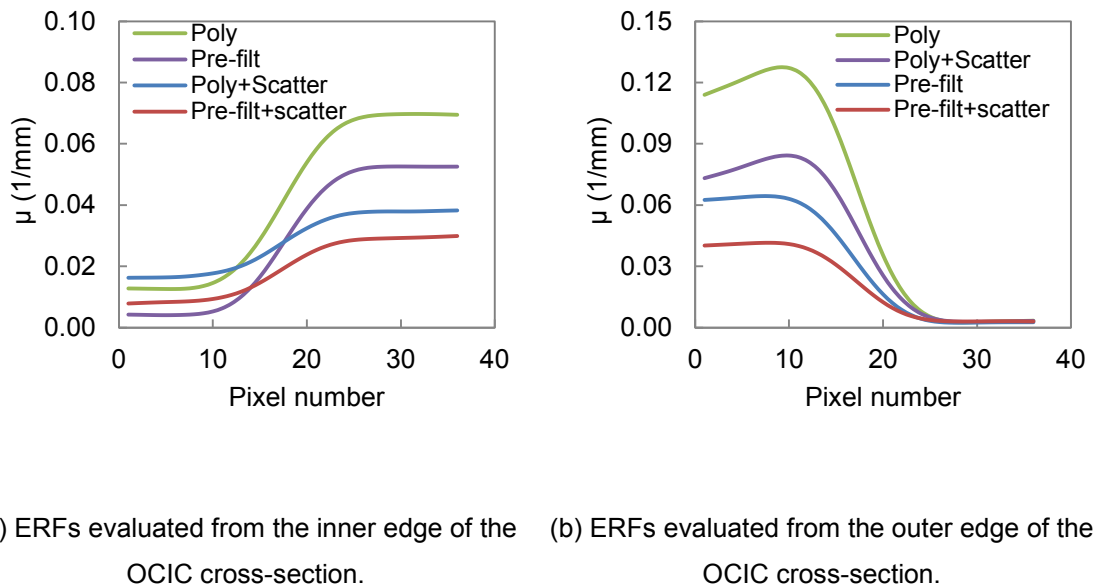 0.10
0.08
0.06
0.04
0.02
0.00
μ (1/mm)
Poly
Pre-filt
Poly+Scatter
Pre-filt+scatter
0 10 20 30 40
Pixel number
0.15
0.12
0.09
0.06
0.03
0.00
μ (1/mm)
Poly
Poly+Scatter
Pre-filt
Pre-filt+scatter
0 10 20 30 40
Pixel number
) ERFs evaluated from the inner edge of the
OCIC cross-section.
(b) ERFs evaluated from the outer edge of the
OCIC cross-section.